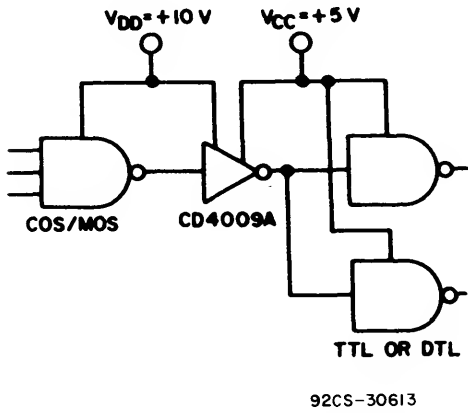 VDD=+10 V
VCC=+5 V
COS/MOS
CD4009A
TTL OR DTL
92CS-30613